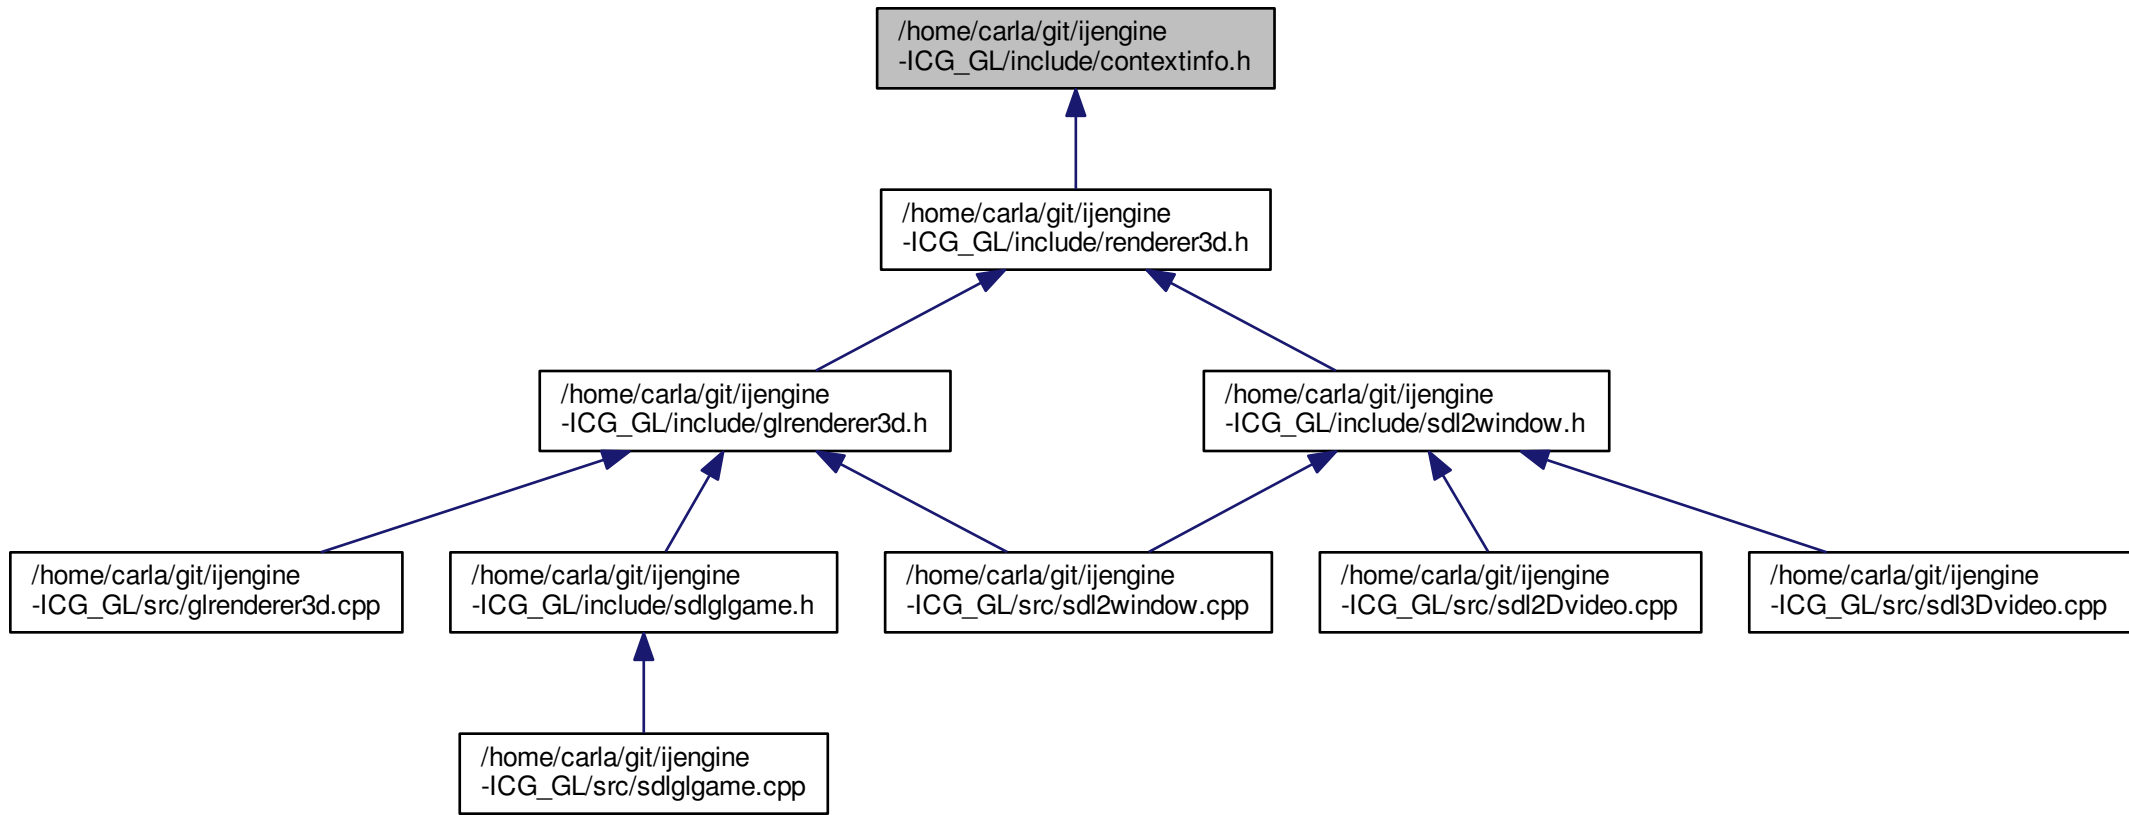 /home/carla/git/ijengine
-ICG_GL/include/contextinfo.h
/home/carla/git/ijengine
-ICG_GL/include/renderer3d.h
/home/carla/git/ijengine
-ICG_GL/include/glrenderer3d.h
/home/carla/git/ijengine
-ICG_GL/include/sdl2window.h
/home/carla/git/ijengine
-ICG_GL/src/glrenderer3d.cpp
/home/carla/git/ijengine
-ICG_GL/include/sdlglgame.h
/home/carla/git/ijengine
-ICG_GL/src/sdl2window.cpp
/home/carla/git/ijengine
-ICG_GL/src/sdl2Dvideo.cpp
/home/carla/git/ijengine
-ICG_GL/src/sdl3Dvideo.cpp
/home/carla/git/ijengine
-ICG_GL/src/sdlglgame.cpp